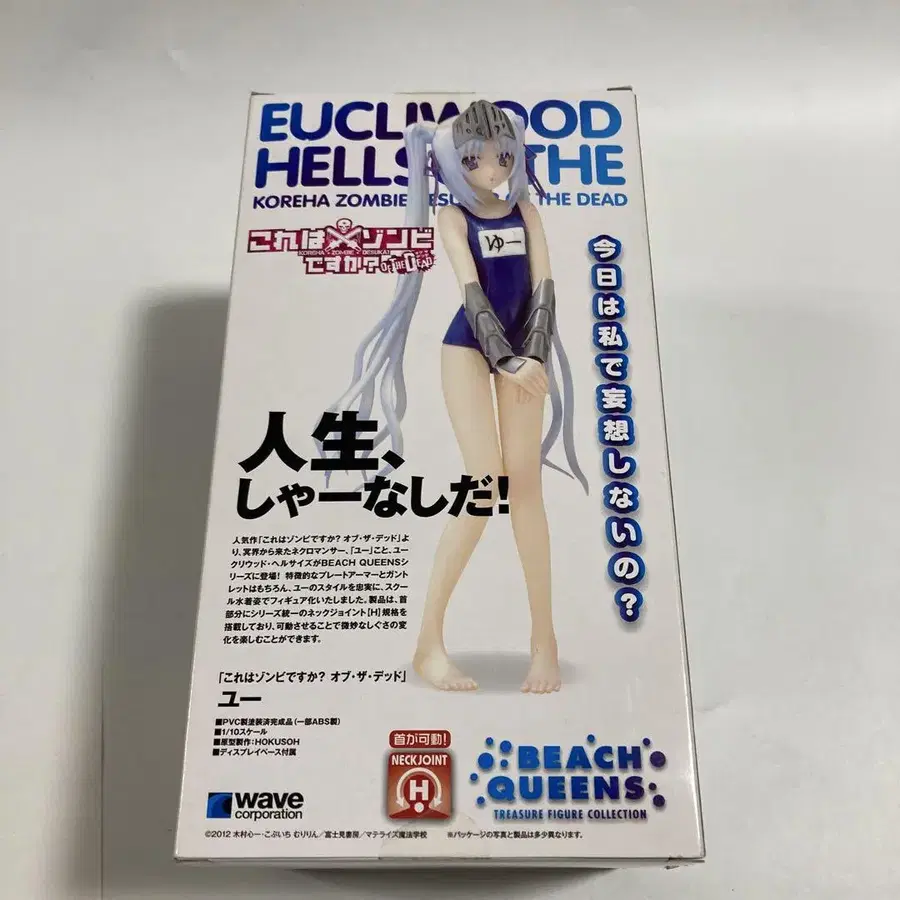 EUCLIWOOD
HELLS THE
KOREHA ZOMBIE THE DEAD
これはゾンビ
KOREHA・ZOMBIE・DESUKA?
ですか? OF THE DEAD
ゆー
今日は私で妄想しないの?
人生、
しゃーなしだ!
人気作「これはゾンビですか? オブ・ザ・デッド」よ
り、冥界から来たネクロマンサー、「ユー」こと、ユー
クリウッド・ヘルサイズがBEACH QUEENSシ
リーズに登場! 特徴的なプレートアーマーとガント
レットはもちろん、ユーのスタイルを忠実に、スクー
ル水着姿でフィギュア化いたしました。製品は、首
部分にシリーズ統一のネックジョイント[H]規格を
搭載しており、可動させることで微妙なしぐさの変
化を楽しむことができます。
「これはゾンビですか? オブ・ザ・デッド」
ユー
■PVC製塗装済完成品(一部ABS製)
■1/10スケール
■原型製作:HOKUSOH
■ディスプレイベース付属
首が可動!
NECK JOINT
H
BEACH
QUEENS
TREASURE FIGURE COLLECTION
wave
corporation
©2012 木村心一・こぶいち むりりん/富士見書房/マテライズ魔法学校
※パッケージの写真と製品は多少異なります。